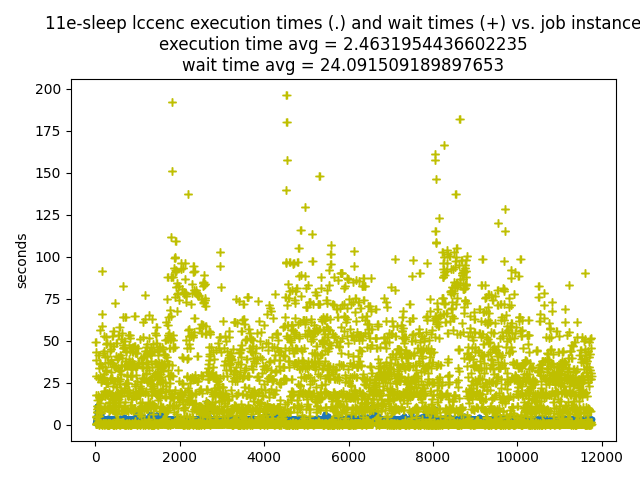 11e-sleep lccenc execution times (.) and wait times (+) vs. job instance
execution time avg = 2.4631954436602235
wait time avg = 24.091509189897653
200
175
150
125
100
75
50
25
0
seconds
0 2000 4000 6000 8000 10000 12000